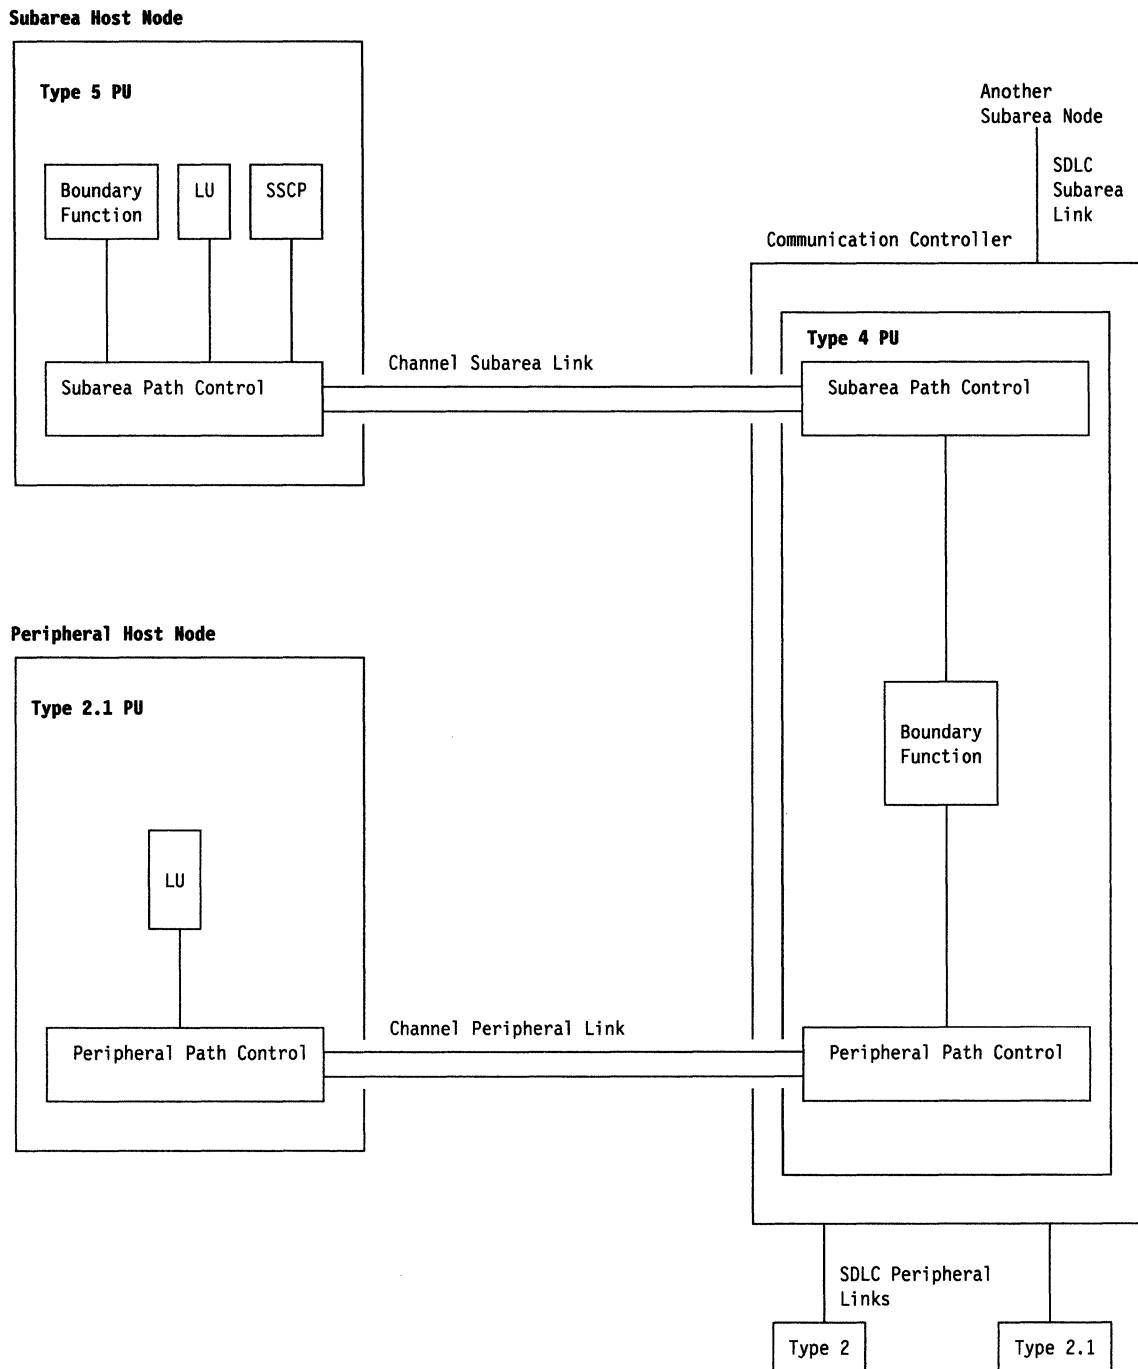 Subarea Host Node
Type 5 PU
Boundary
Function
LU
SSCP
Subarea Path Control
Channel Subarea Link
Another
Subarea Node
SDLC
Subarea
Link
Communication Controller
Type 4 PU
Subarea Path Control
Boundary
Function
Peripheral Host Node
Type 2.1 PU
LU
Peripheral Path Control
Channel Peripheral Link
Peripheral Path Control
SDLC Peripheral
Links
Type 2
Type 2.1